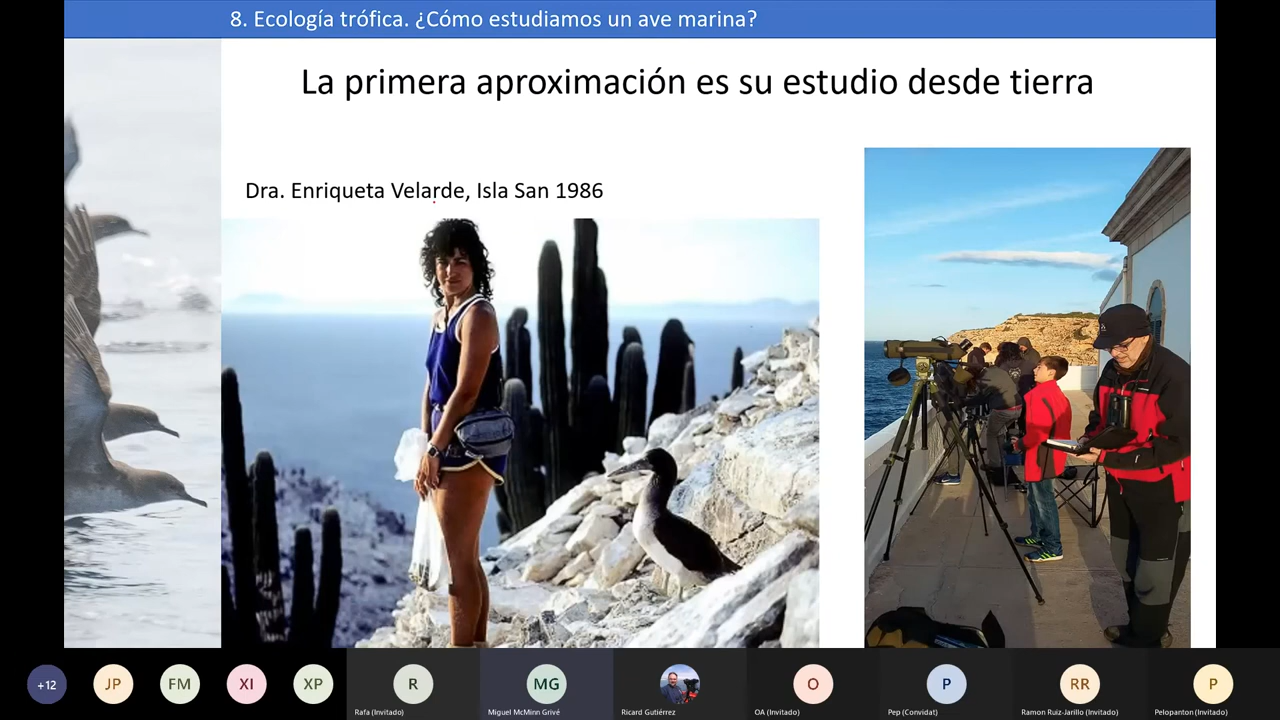 8. Ecología trófica. ¿Cómo estudiamos un ave marina?
La primera aproximación es su estudio desde tierra
Dra. Enriqueta Velarde, Isla San 1986
+12
JP
FM
XI
XP
R
MG
O
P
RR
P
Rafa (Invitado)
Miguel McMinn Grivé
Ricard Gutiérrez
OA (Invitado)
Pep (Convidat)
Ramon Ruiz-Jarillo (Invitado)
Pelopanton (Invitado)